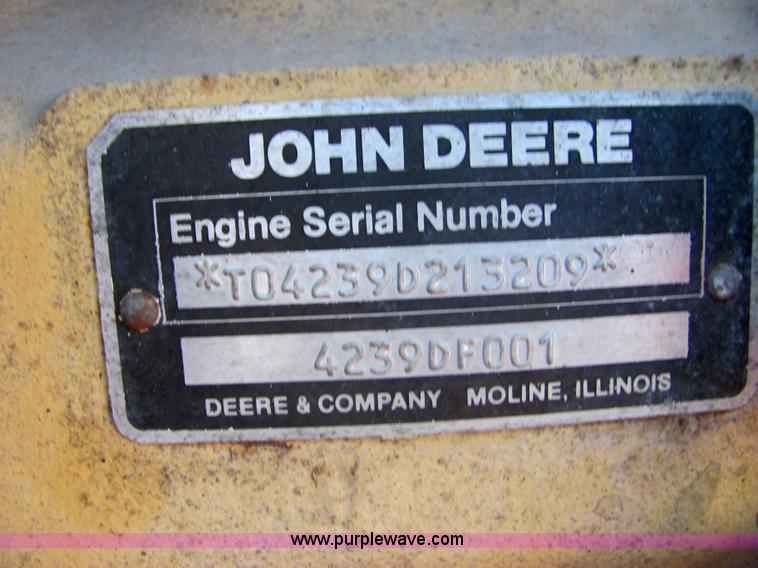 JOHN DEERE
Engine Serial Number
*T04239D213209*
4239DF001
DEERE & COMPANY MOLINE, ILLINOIS
www.purplewave.com